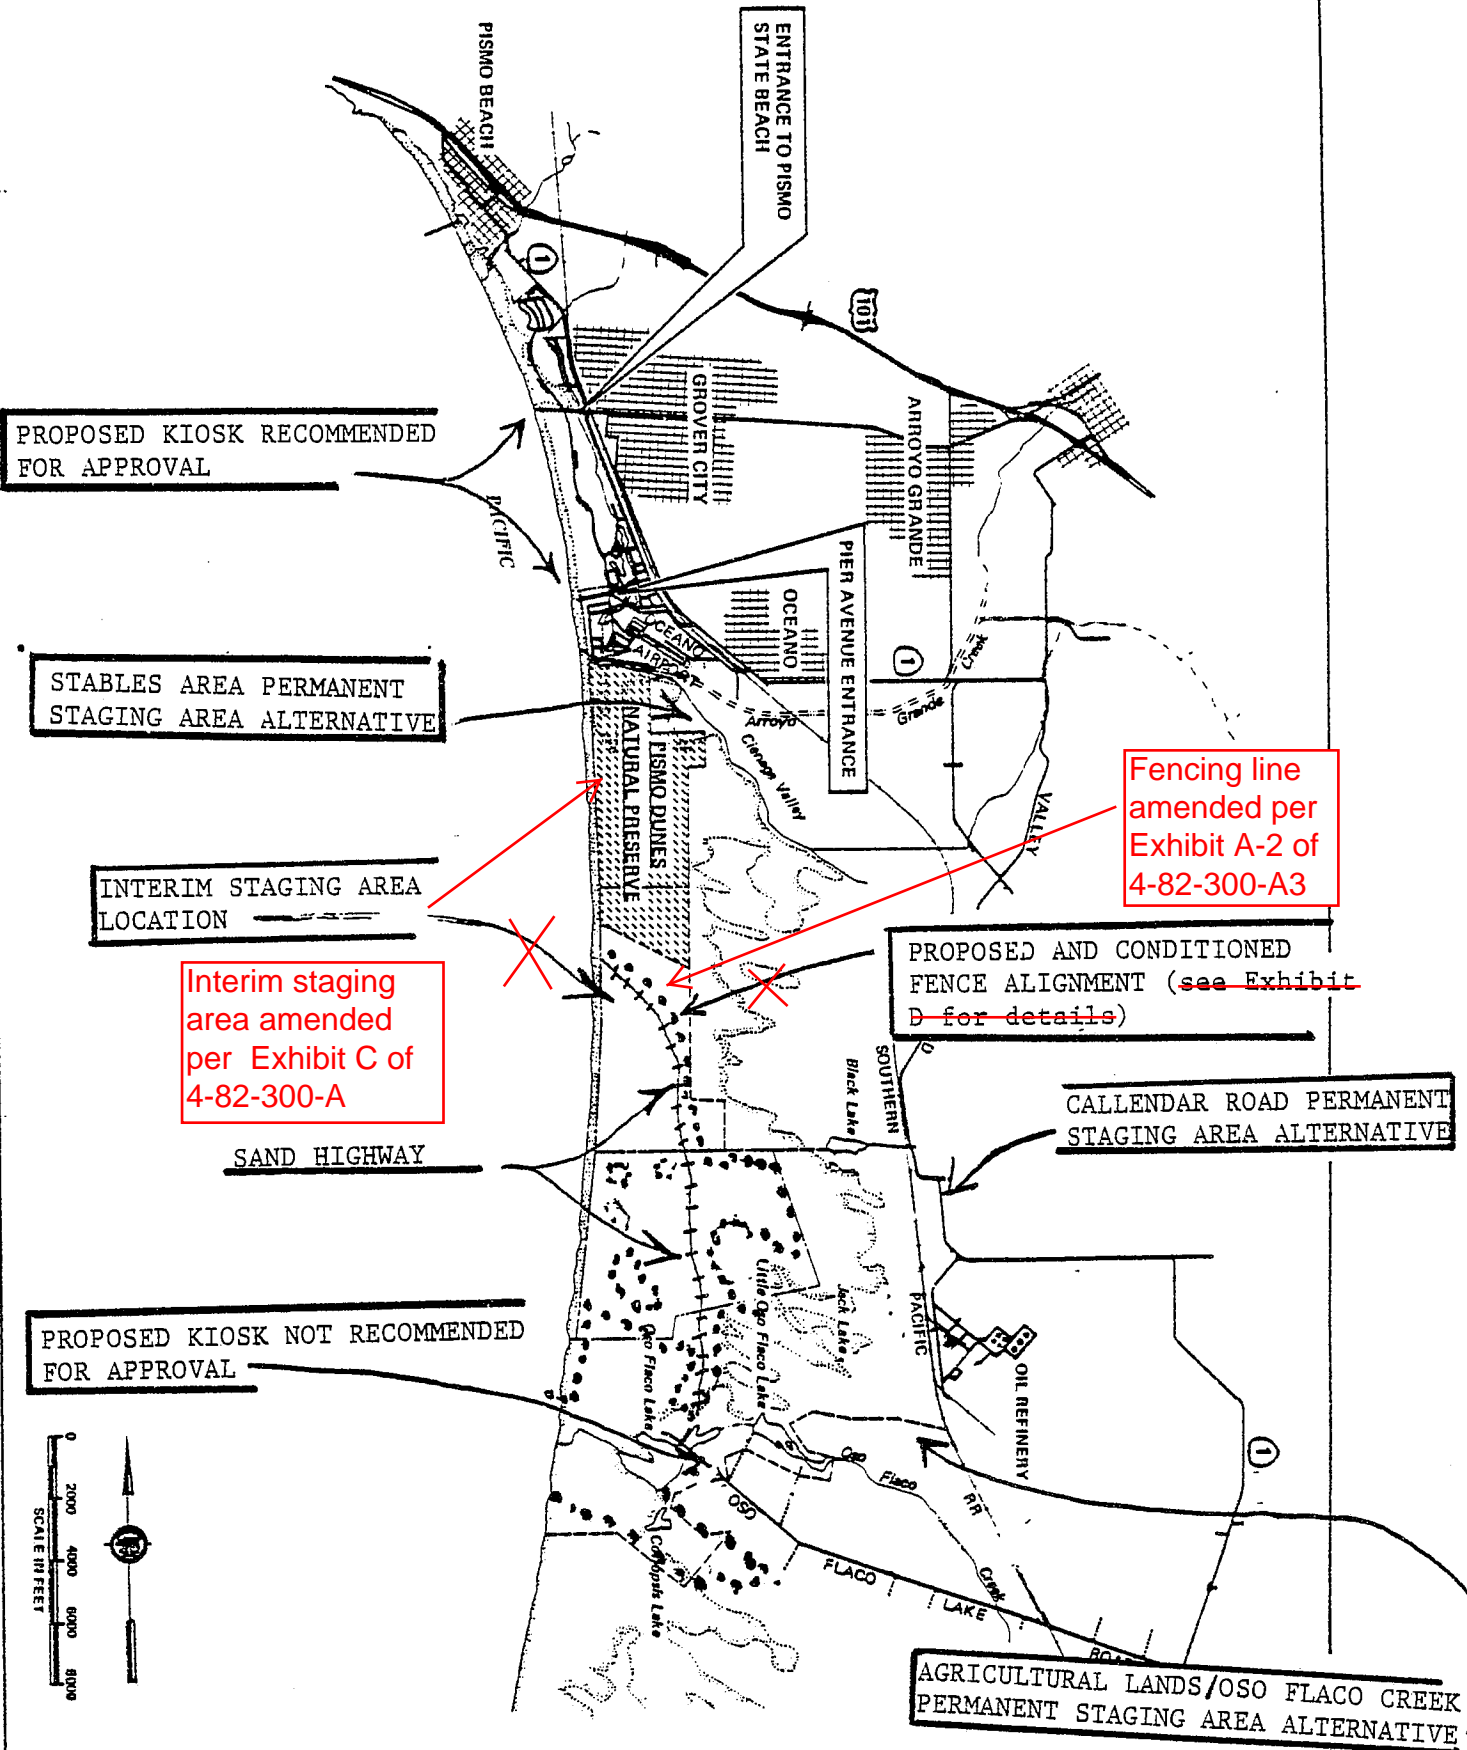 PISMO BEACH
ENTRANCE TO PISMO
STATE BEACH
1
101
GROVER CITY
ARROYO GRANDE
PROPOSED KIOSK RECOMMENDED
FOR APPROVAL
PACIFIC
PIER AVENUE ENTRANCE
OCEANO
1
OCEANO
AIRPORT
Creek
Grande
Arroyo
Cienaga Valley
VALLEY
STABLES AREA PERMANENT
STAGING AREA ALTERNATIVE
PISMO DUNES
NATURAL PRESERVE
Fencing line
amended per
Exhibit A-2 of
4-82-300-A3
INTERIM STAGING AREA
LOCATION
Interim staging
area amended
per Exhibit C of
4-82-300-A
PROPOSED AND CONDITIONED
FENCE ALIGNMENT (see Exhibit
D for details)
SOUTHERN
Black Lake
CALLENDAR ROAD PERMANENT
STAGING AREA ALTERNATIVE
SAND HIGHWAY
Little Oso Flaco Lake
Jack Lake
PACIFIC
OIL REFINERY
PROPOSED KIOSK NOT RECOMMENDED
FOR APPROVAL
Oso Flaco Lake
1
Oso
Flaco
Creek
RR
OSO
FLACO
LAKE
ROAD
0 2000 4000 6000 8000
SCALE IN FEET
AGRICULTURAL LANDS/OSO FLACO CREEK
PERMANENT STAGING AREA ALTERNATIVE